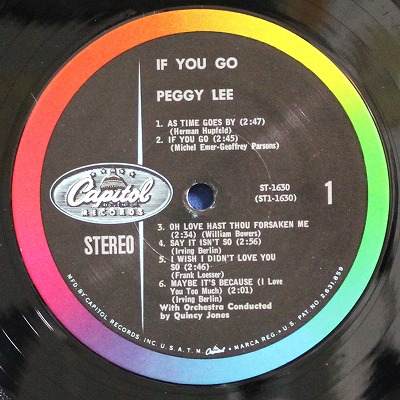 IF YOU GO
PEGGY LEE
1. AS TIME GOES BY (2:47)
(Herman Hupfeld)
2. IF YOU GO (2:45)
(Michel Emer-Geoffrey Parsons)
Capitol
RECORDS
STEREO
ST-1630
(ST1-1630)
1
3. OH LOVE HAST THOU FORSAKEN ME
(2:34) (William Bowers)
4. SAY IT ISN'T SO (2:56)
(Irving Berlin)
5. I WISH I DIDN'T LOVE YOU
SO (2:46)
(Frank Loesser)
6. MAYBE IT'S BECAUSE (I Love
You Too Much) (2:01)
(Irving Berlin)
With Orchestra Conducted
by Quincy Jones
MFD. BY CAPITOL RECORDS, INC. U.S.A. T.M. Capitol MARCA REG. • U.S. PAT. NO. 2,631,859